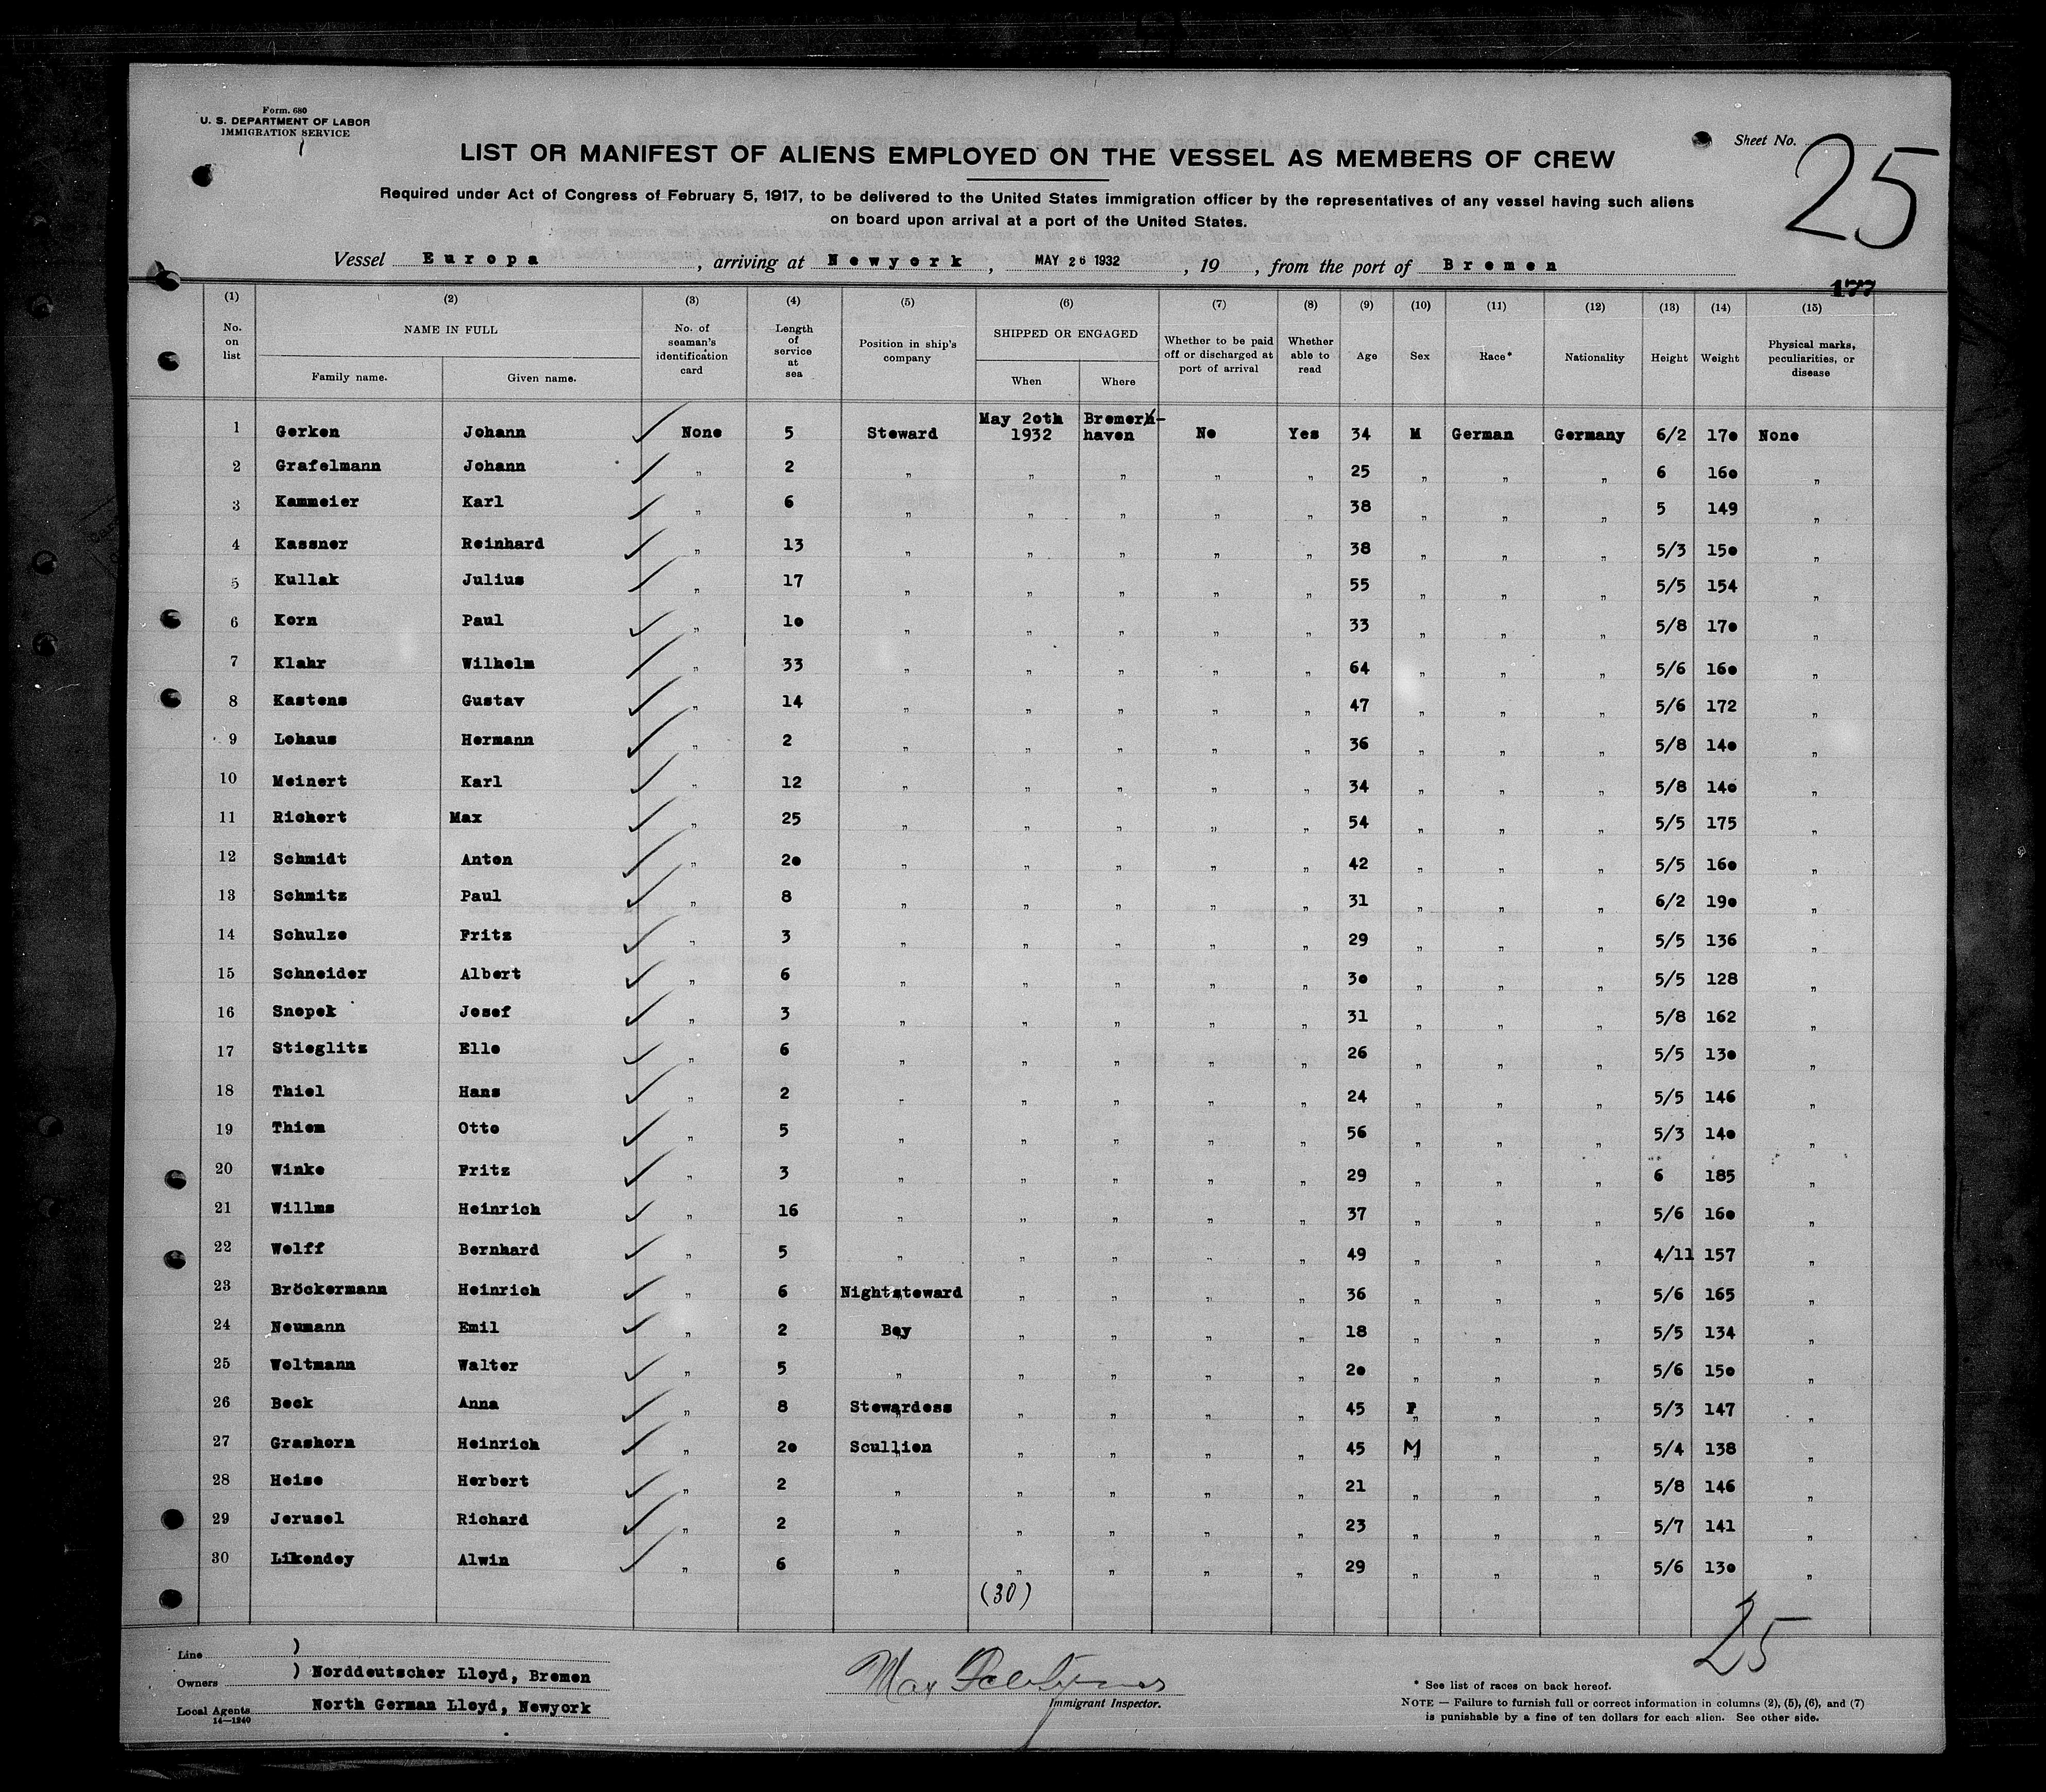 Form. 680
U. S. DEPARTMENT OF LABOR
IMMIGRATION SERVICE
Sheet No. 25
LIST OR MANIFEST OF ALIENS EMPLOYED ON THE VESSEL AS MEMBERS OF CREW
Required under Act of Congress of February 5, 1917, to be delivered to the United States immigration officer by the representatives of any vessel having such aliens
on board upon arrival at a port of the United States.
Vessel Europa, arriving at Newyork, MAY 26 1932, 19 , from the port of Bremen
177
(1) (2) (3) (4) (5) (6) (7) (8) (9) (10) (11) (12) (13) (14) (15)
No. on list NAME IN FULL Family name. Given name. No. of seaman's identification card Length of service at sea Position in ship's company SHIPPED OR ENGAGED When Where Whether to be paid off or discharged at port of arrival Whether able to read Age Sex Race* Nationality Height Weight Physical marks, peculiarities, or disease
1 Gerken Johann None 5 Steward May 20th 1932 Bremerhaven No Yes 34 M German Germany 6/2 170 None
2 Grafelmann Johann " 2 " " " " " 25 " " " 6 160 "
3 Kammeier Karl " 6 " " " " " 38 " " " 5 149 "
4 Kassner Reinhard " 13 " " " " " 38 " " " 5/3 150 "
5 Kullak Julius " 17 " " " " " 55 " " " 5/5 154 "
6 Korn Paul " 10 " " " " " 33 " " " 5/8 170 "
7 Klahr Wilhelm " 33 " " " " " 64 " " " 5/6 160 "
8 Kastens Gustav " 14 " " " " " 47 " " " 5/6 172 "
9 Lohaus Hermann " 2 " " " " " 36 " " " 5/8 140 "
10 Meinert Karl " 12 " " " " " 34 " " " 5/8 140 "
11 Richert Max " 25 " " " " " 54 " " " 5/5 175 "
12 Schmidt Anton " 20 " " " " " 42 " " " 5/5 160 "
13 Schmitz Paul " 8 " " " " " 31 " " " 6/2 190 "
14 Schulze Fritz " 3 " " " " " 29 " " " 5/5 136 "
15 Schneider Albert " 6 " " " " " 30 " " " 5/5 128 "
16 Snopek Josef " 3 " " " " " 31 " " " 5/8 162 "
17 Stieglitz Elle " 6 " " " " " 26 " " " 5/5 130 "
18 Thiel Hans " 2 " " " " " 24 " " " 5/5 146 "
19 Thiem Otto " 5 " " " " " 56 " " " 5/3 140 "
20 Winke Fritz " 3 " " " " " 29 " " " 6 185 "
21 Willms Heinrich " 16 " " " " " 37 " " " 5/6 160 "
22 Wolff Bernhard " 5 " " " " " 49 " " " 4/11 157 "
23 Bröckermann Heinrich " 6 Nightsteward " " " " 36 " " " 5/6 165 "
24 Neumann Emil " 2 Boy " " " " 18 " " " 5/5 134 "
25 Woltmann Walter " 5 " " " " " 20 " " " 5/6 150 "
26 Beck Anna " 8 Stewardess " " " " 45 F " " 5/3 147 "
27 Grashorn Heinrich " 20 Scullion " " " " 45 M " " 5/4 138 "
28 Heise Herbert " 2 " " " " " 21 " " " 5/8 146 "
29 Jerusel Richard " 2 " " " " " 23 " " " 5/7 141 "
30 Likendey Alwin " 6 " " " " " 29 " " " 5/6 130 "
(30)
25
Line )
Owners ) Norddeutscher Lloyd, Bremen
Local Agents North German Lloyd, Newyork
14—1240
Max
Immigrant Inspector.
* See list of races on back hereof.
NOTE — Failure to furnish full or correct information in columns (2), (5), (6), and (7)
is punishable by a fine of ten dollars for each alien. See other side.